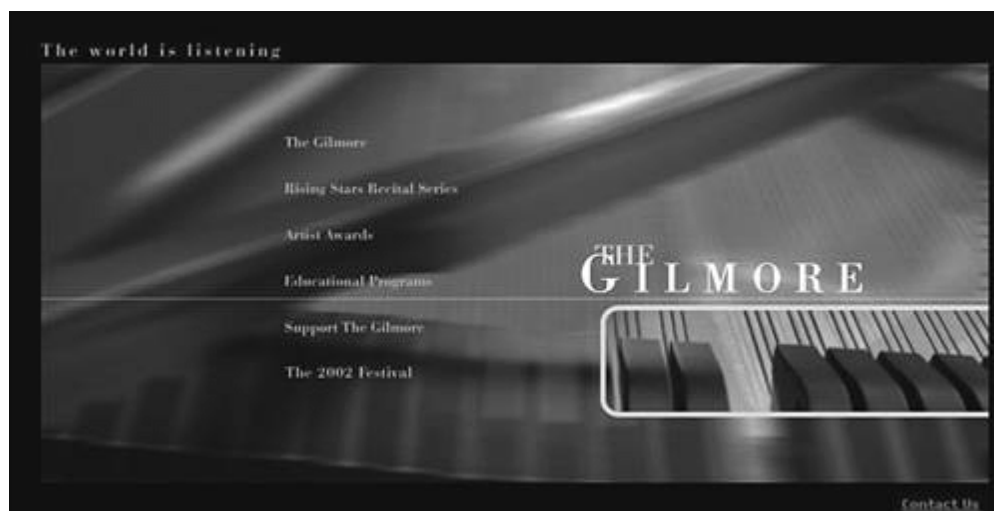 The world is listening
The Gilmore
Rising Stars Recital Series
Artist Awards
Educational Programs
Support The Gilmore
The 2002 Festival
THE
GILMORE
Contact Us